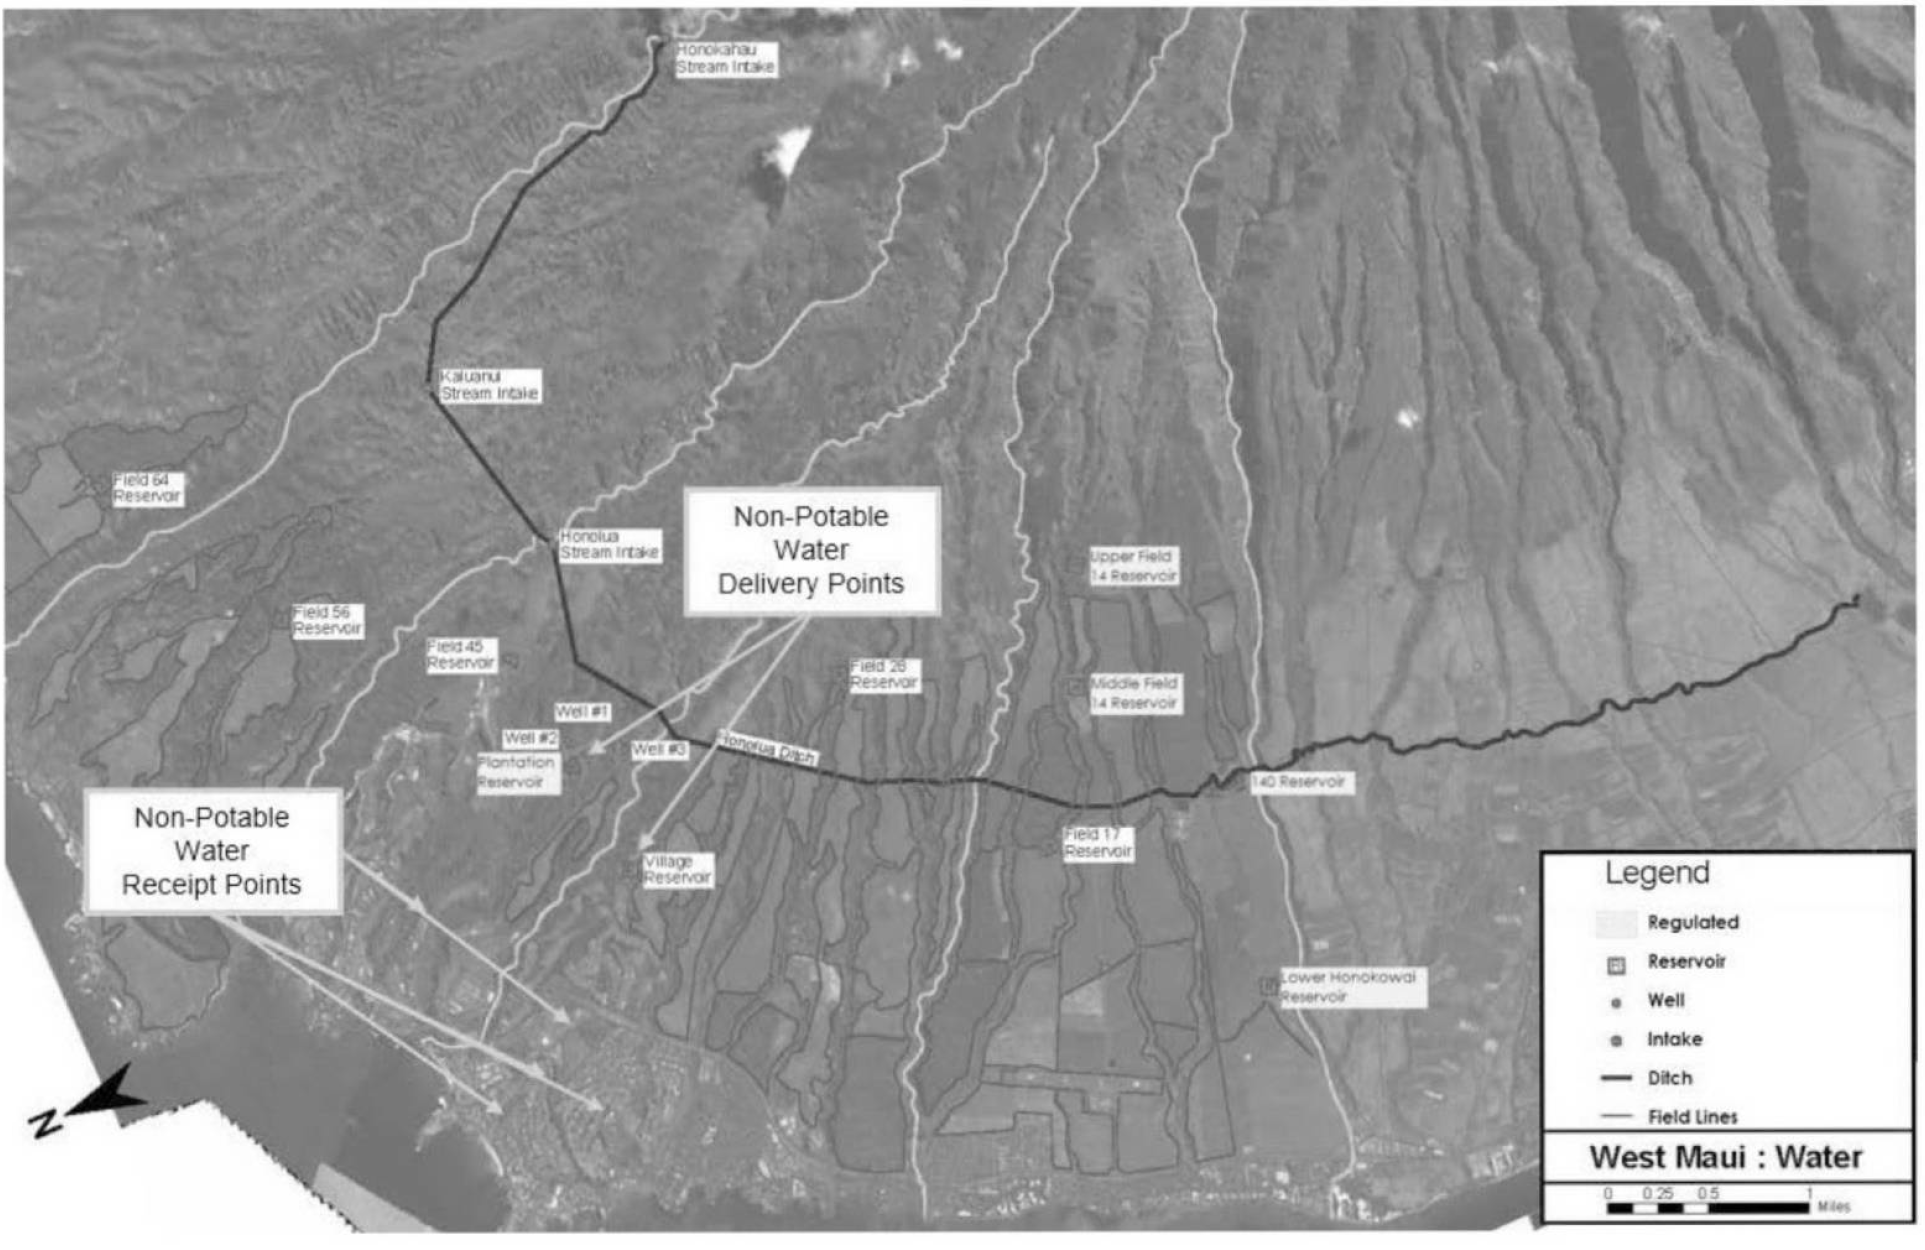 Honokahau
Stream Intake
Kaluanui
Stream Intake
Field 64
Reservoir
Non-Potable
Water
Delivery Points
Honolua
Stream Intake
Upper Field
14 Reservoir
Field 56
Reservoir
Field 45
Reservoir
Field 28
Reservoir
Middle Field
14 Reservoir
Well #1
Well #2
Well #3
Honolua Ditch
Plantation
Reservoir
140 Reservoir
Non-Potable
Water
Receipt Points
Field 17
Reservoir
Village
Reservoir
Lower Honokowai
Reservoir
N
Legend
Regulated
Reservoir
Well
Intake
Ditch
Field Lines
West Maui : Water
0 0.25 0.5 1
Miles